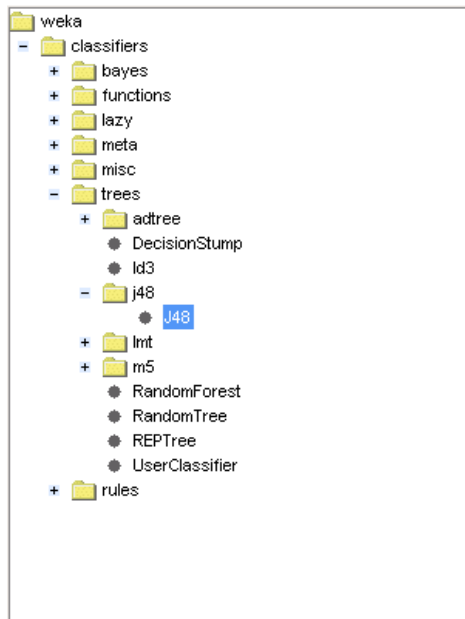 weka
classifiers
bayes
functions
lazy
meta
misc
trees
adtree
DecisionStump
Id3
j48
J48
lmt
m5
RandomForest
RandomTree
REPTree
UserClassifier
rules